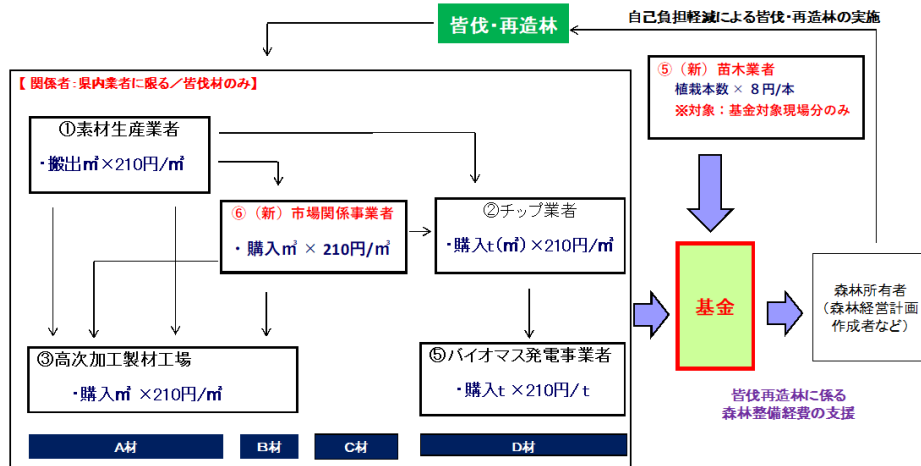 皆伐・再造林
自己負担軽減による皆伐・再造林の実施
【 関係者：県内業者に限る／皆伐材のみ】
⑤（新）苗木業者
植栽本数 × 8円/本
※対象：基金対象現場分のみ
①素材生産業者
・搬出㎥×210円/㎥
⑥（新）市場関係事業者
・購入㎥ × 210円/㎥
②チップ業者
・購入t(㎥)×210円/㎥
③高次加工製材工場
・購入㎥ ×210円/㎥
⑤バイオマス発電事業者
・購入t ×210円/t
基金
森林所有者
（森林経営計画
作成者など）
皆伐再造林に係る
森林整備経費の支援
A材
B材
C材
D材